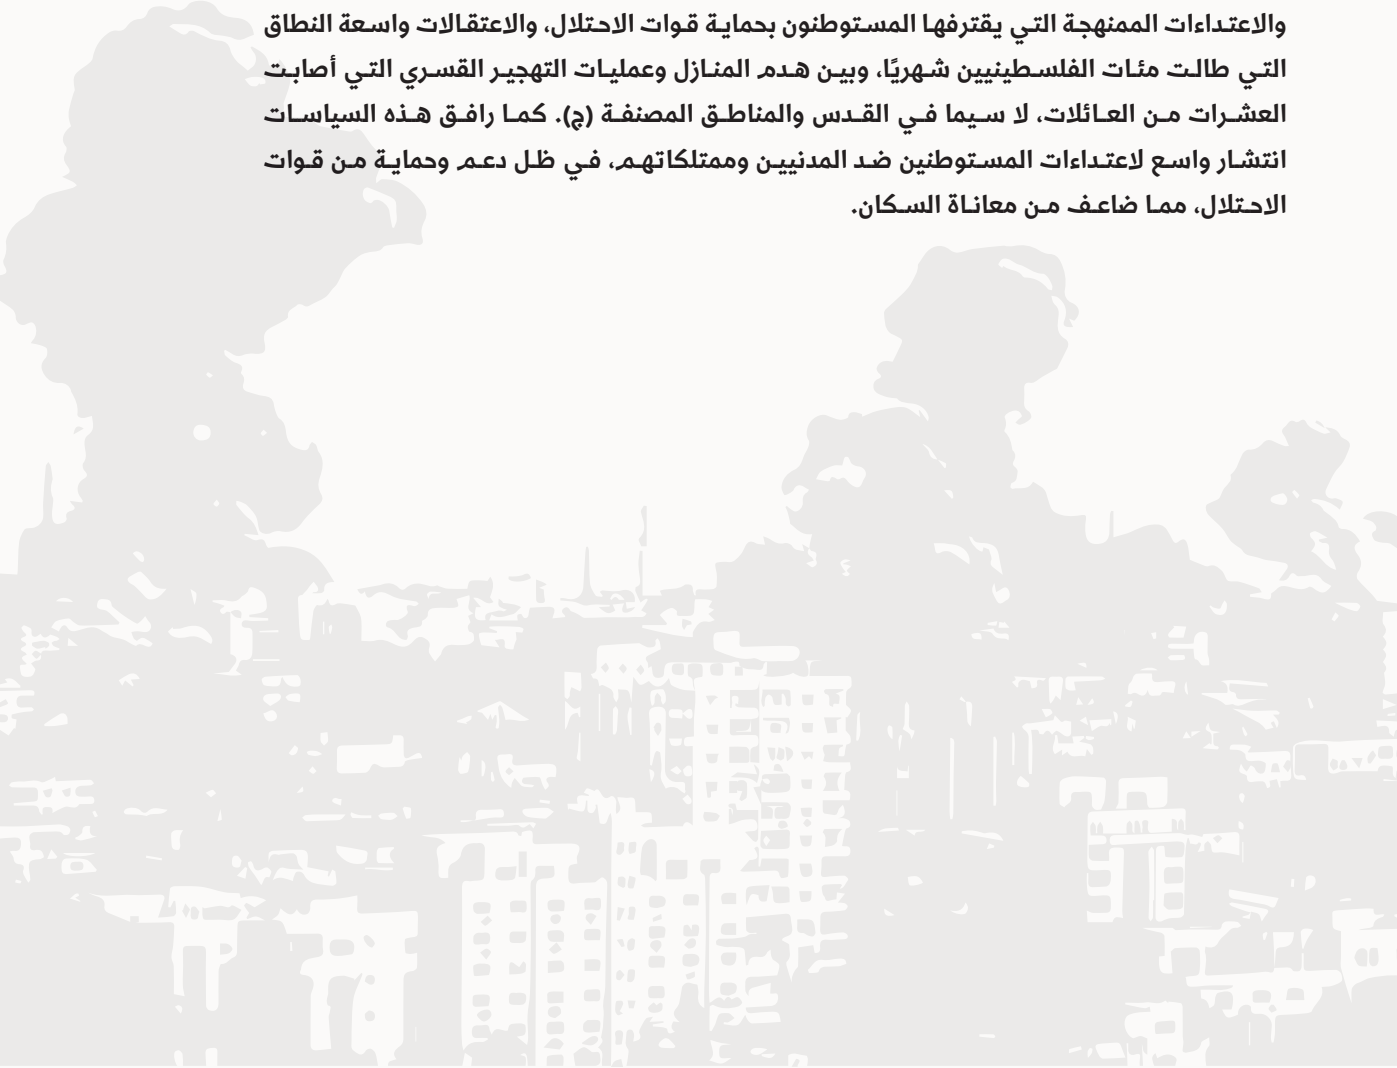 والاعتداءات الممنهجة التي يقترفها المستوطنون بحماية قوات الاحتلال، والاعتقالات واسعة النطاق
التي طالت مئات الفلسطينيين شهريًا، وبين هدم المنازل وعمليات التهجير القسري التي أصابت
العشرات من العائلات، لا سيما في القدس والمناطق المصنفة (ج). كما رافق هذه السياسات
انتشار واسع لاعتداءات المستوطنين ضد المدنيين وممتلكاتهم، في ظل دعم وحماية من قوات
الاحتلال، مما ضاعف من معاناة السكان.